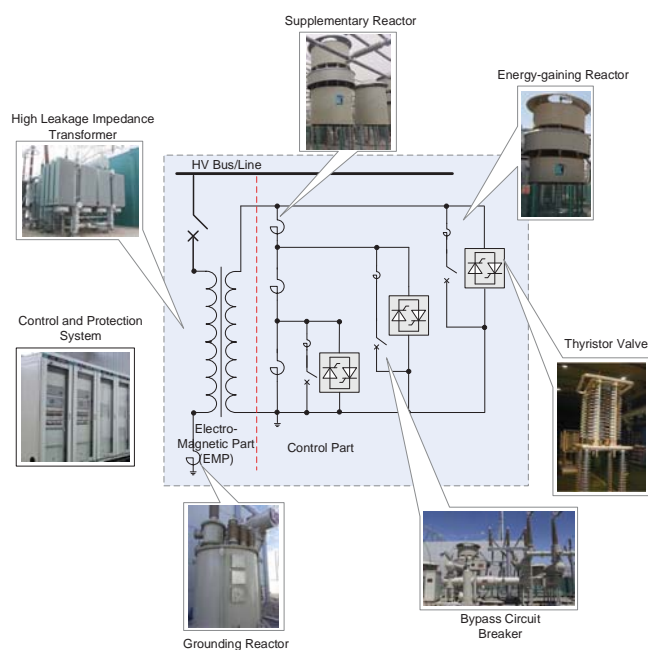 Supplementary Reactor
Energy-gaining Reactor
High Leakage Impedance
Transformer
HV Bus/Line
Control and Protection
System
Thyristor Valve
Electro-
Magnetic Part
(EMP)
Control Part
Grounding Reactor
Bypass Circuit
Breaker